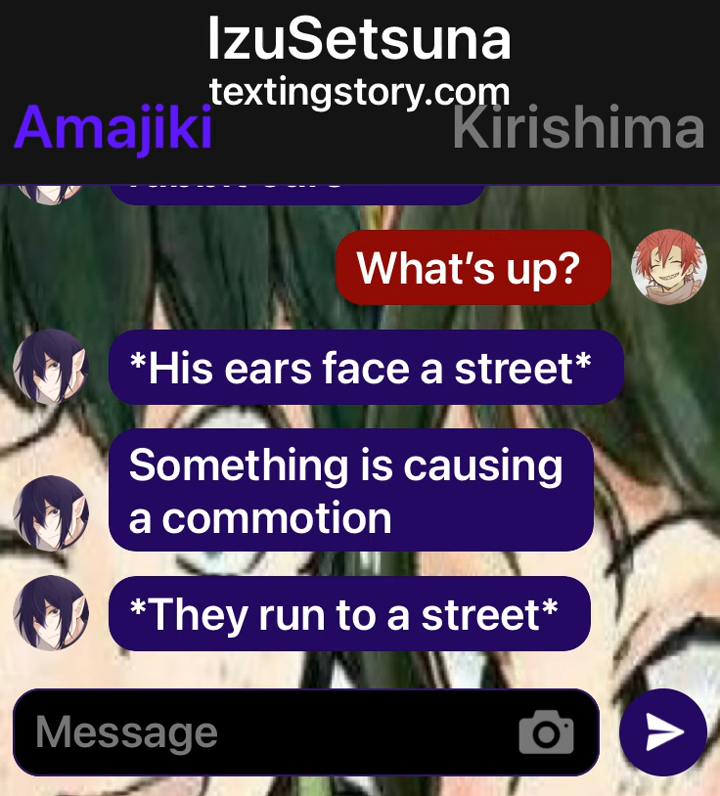 IzuSetsuna
textingstory.com
Amajiki Kirishima
What's up?
*His ears face a street*
Something is causing
a commotion
*They run to a street*
Message